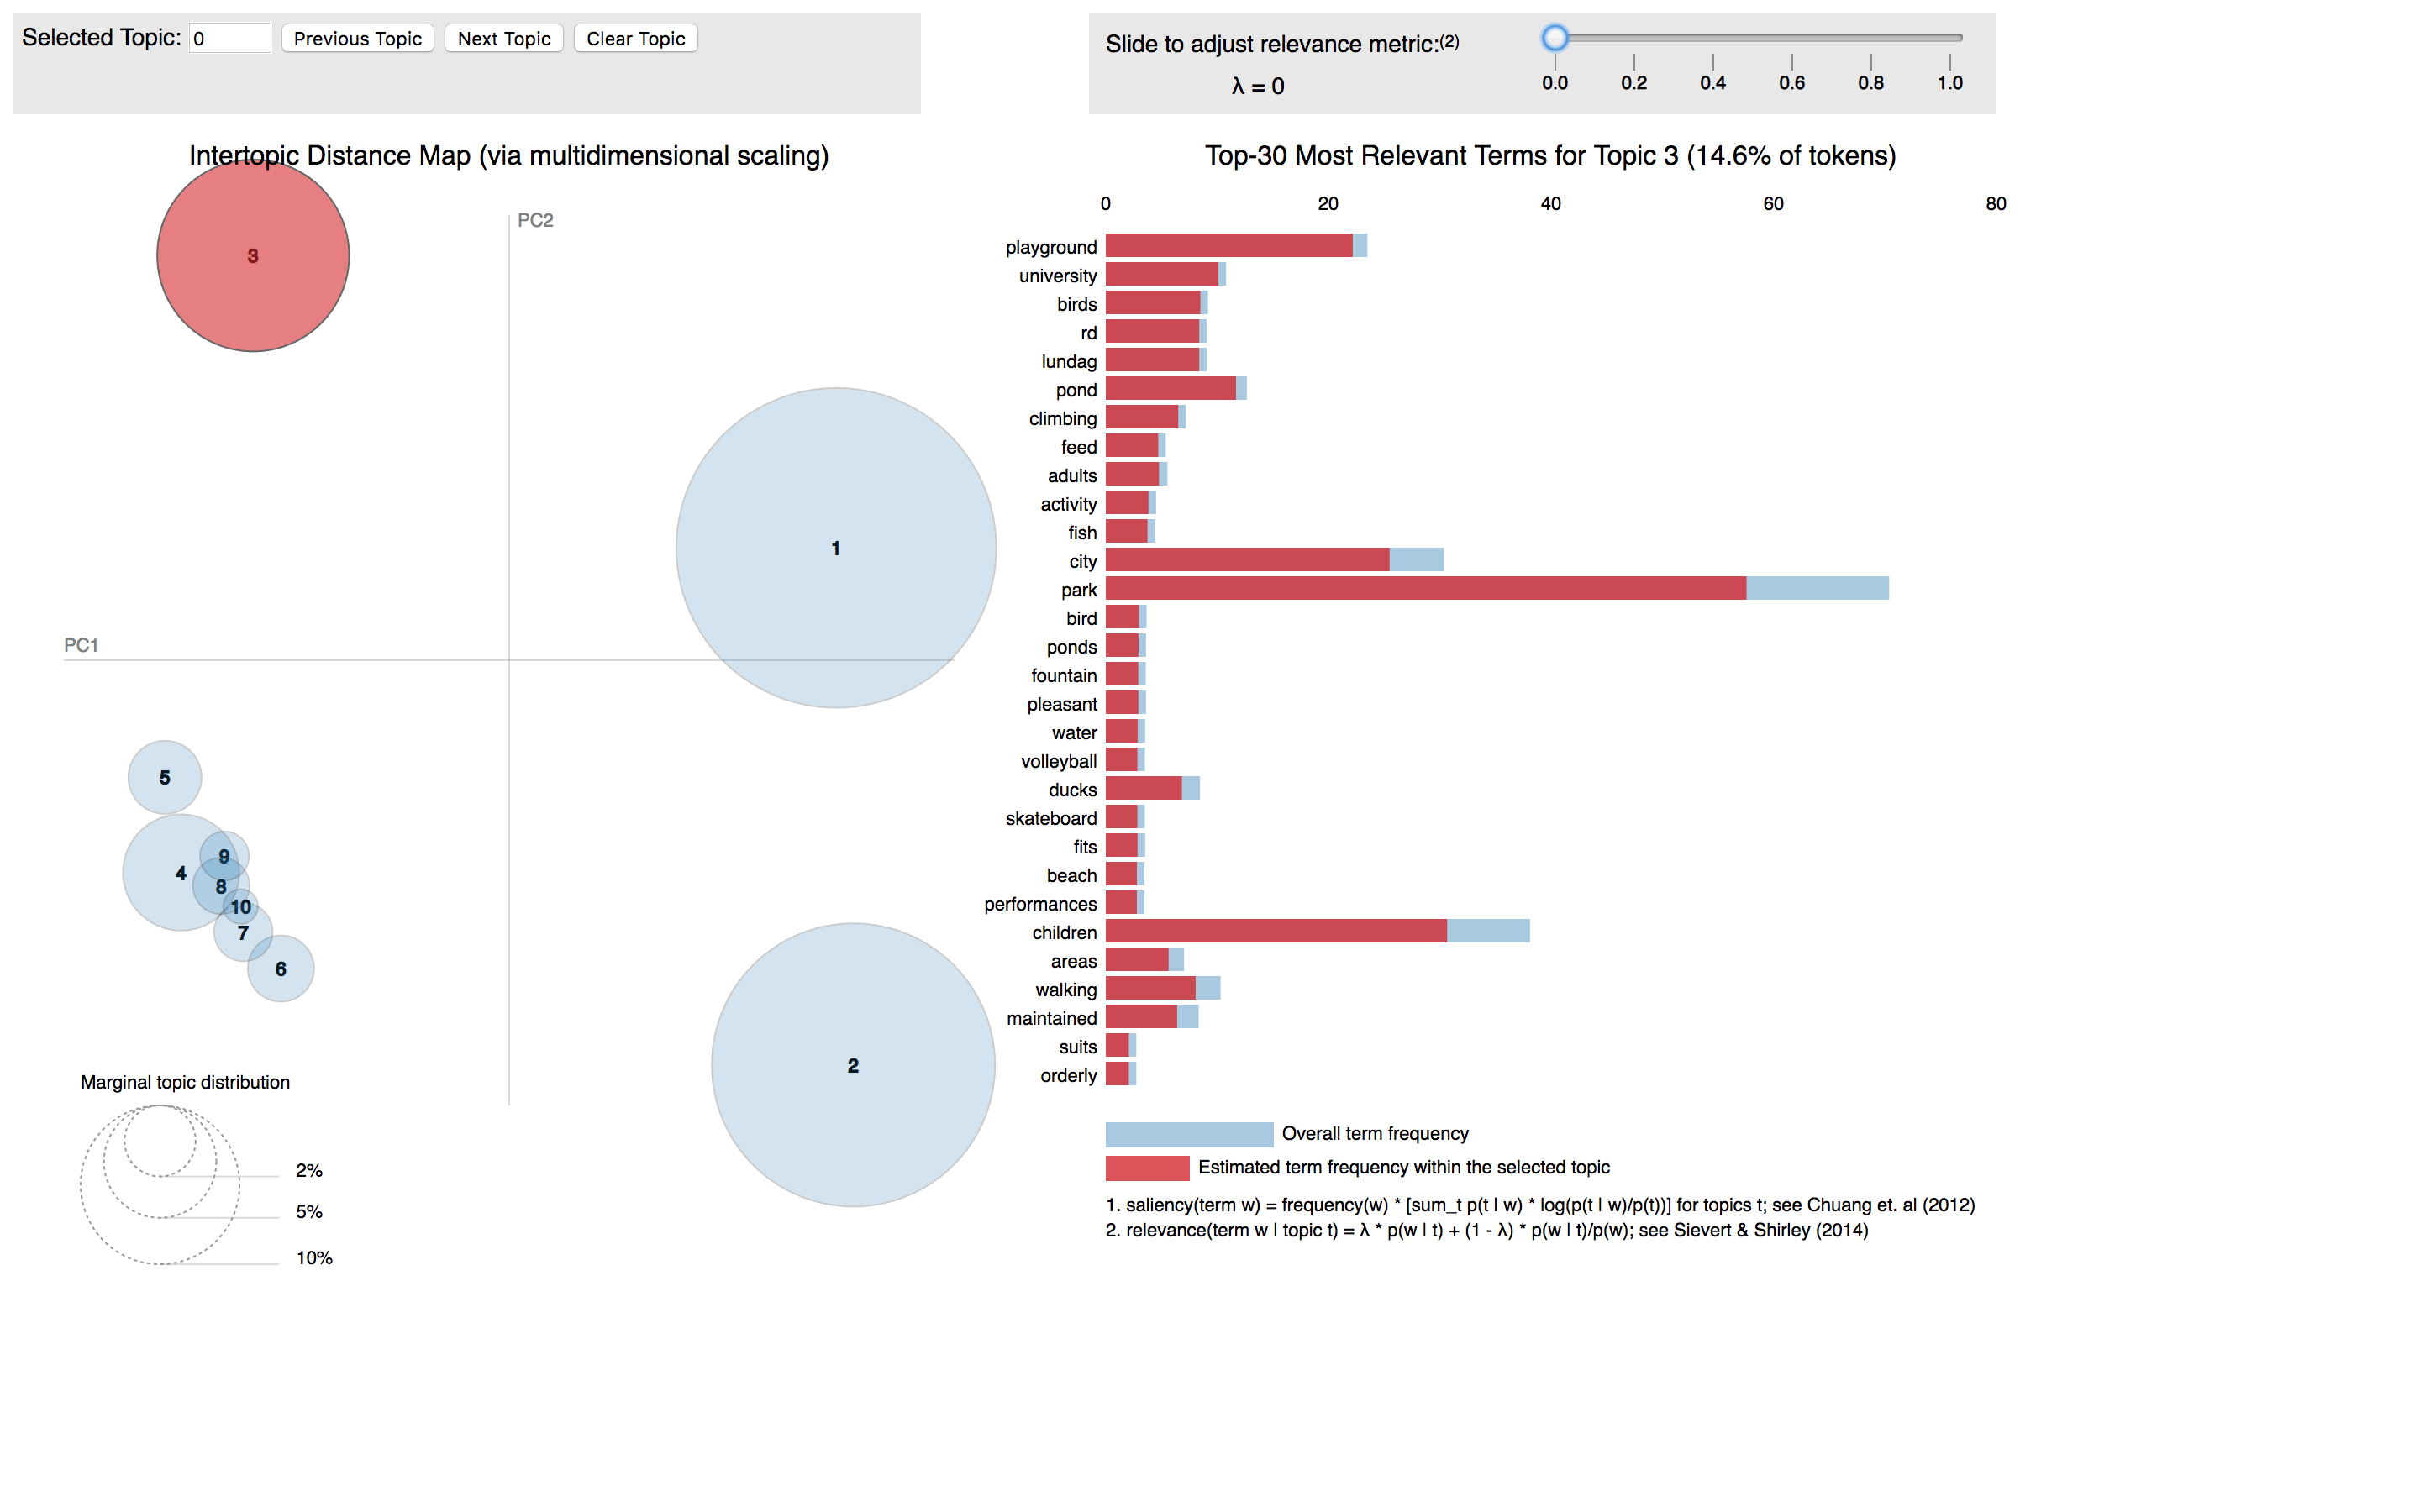 Selected Topic: 0 Previous Topic Next Topic Clear Topic
Slide to adjust relevance metric:(2)
λ = 0
0.0 0.2 0.4 0.6 0.8 1.0
Intertopic Distance Map (via multidimensional scaling)
PC2
PC1
3
1
5
4
9
8
10
7
6
2
Marginal topic distribution
2%
5%
10%
Top-30 Most Relevant Terms for Topic 3 (14.6% of tokens)
0 20 40 60 80
playground
university
birds
rd
lundag
pond
climbing
feed
adults
activity
fish
city
park
bird
ponds
fountain
pleasant
water
volleyball
ducks
skateboard
fits
beach
performances
children
areas
walking
maintained
suits
orderly
Overall term frequency
Estimated term frequency within the selected topic
1. saliency(term w) = frequency(w) * [sum_t p(t | w) * log(p(t | w)/p(t))] for topics t; see Chuang et. al (2012)
2. relevance(term w | topic t) = λ * p(w | t) + (1 - λ) * p(w | t)/p(w); see Sievert & Shirley (2014)